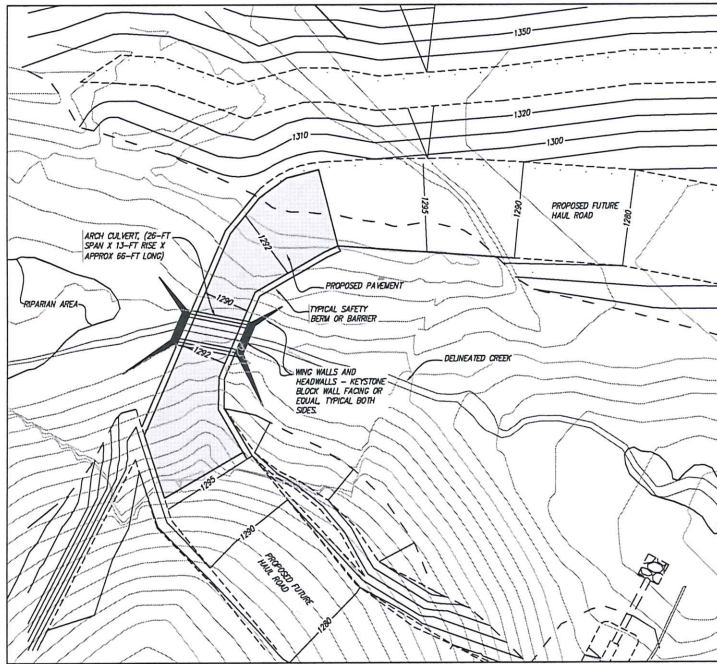 1350
1320
1310
1300
1295
1290
1280
PROPOSED FUTURE
HAUL ROAD
ARCH CULVERT, (26-FT
SPAN X 13-FT RISE X
APPROX 66-FT LONG)
1292
PROPOSED PAVEMENT
1290
RIPARIAN AREA
TYPICAL SAFETY
BERM OR BARRIER
1292
DELINEATED CREEK
WING WALLS AND
HEADWALLS - KEYSTONE
BLOCK WALL FACING OR
EQUAL, TYPICAL BOTH
SIDES.
1295
1290
PROPOSED FUTURE
HAUL ROAD
1280